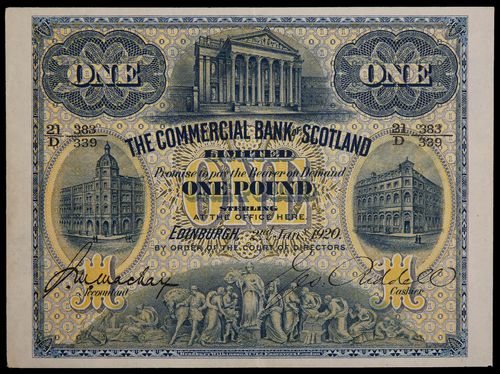 ONE ONE
21/D 383/339 21/D 383/339
THE COMMERCIAL BANK of SCOTLAND
LIMITED
Promise to pay the Bearer on Demand
ONE POUND
STERLING
AT THE OFFICE HERE.
EDINBURGH, 2nd Jany 1920.
BY ORDER OF THE COURT OF DIRECTORS.
Accountant Cashier